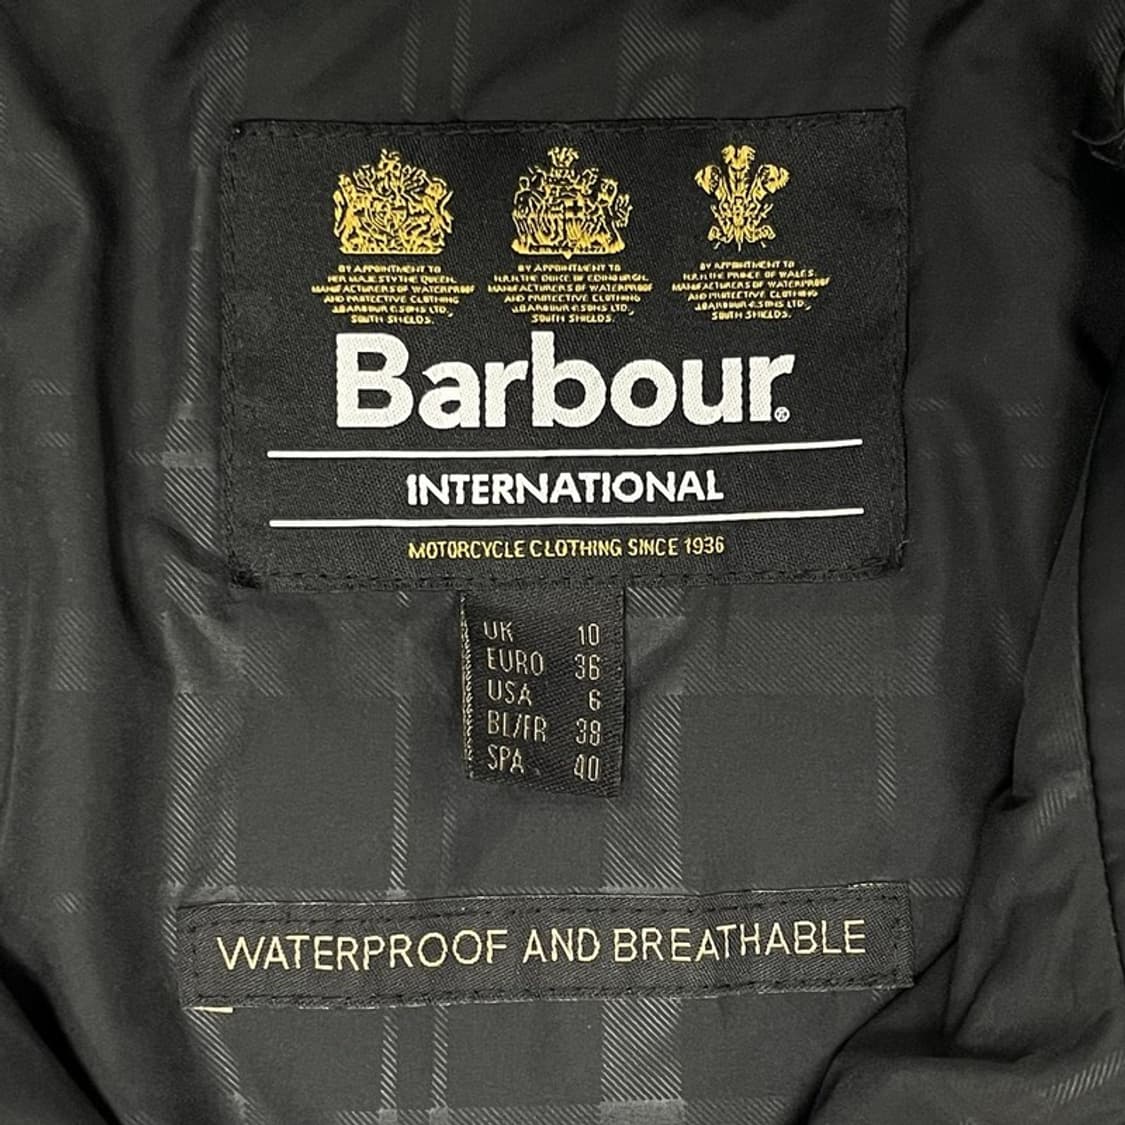 BY APPOINTMENT TO
HER MAJESTY THE QUEEN.
MANUFACTURERS OF WATERPROOF
AND PROTECTIVE CLOTHING
J.BARBOUR & SONS LTD.,
SOUTH SHIELDS.
BY APPOINTMENT TO
H.R.H. THE DUKE OF EDINBURGH.
MANUFACTURERS OF WATERPROOF
AND PROTECTIVE CLOTHING
J.BARBOUR & SONS LTD.,
SOUTH SHIELDS.
BY APPOINTMENT TO
H.R.H. THE PRINCE OF WALES.
MANUFACTURERS OF WATERPROOF
AND PROTECTIVE CLOTHING
J.BARBOUR & SONS LTD.,
SOUTH SHIELDS.
Barbour®
INTERNATIONAL
MOTORCYCLE CLOTHING SINCE 1936
UK 10
EURO 36
USA 6
BL/FR 38
SPA 40
WATERPROOF AND BREATHABLE